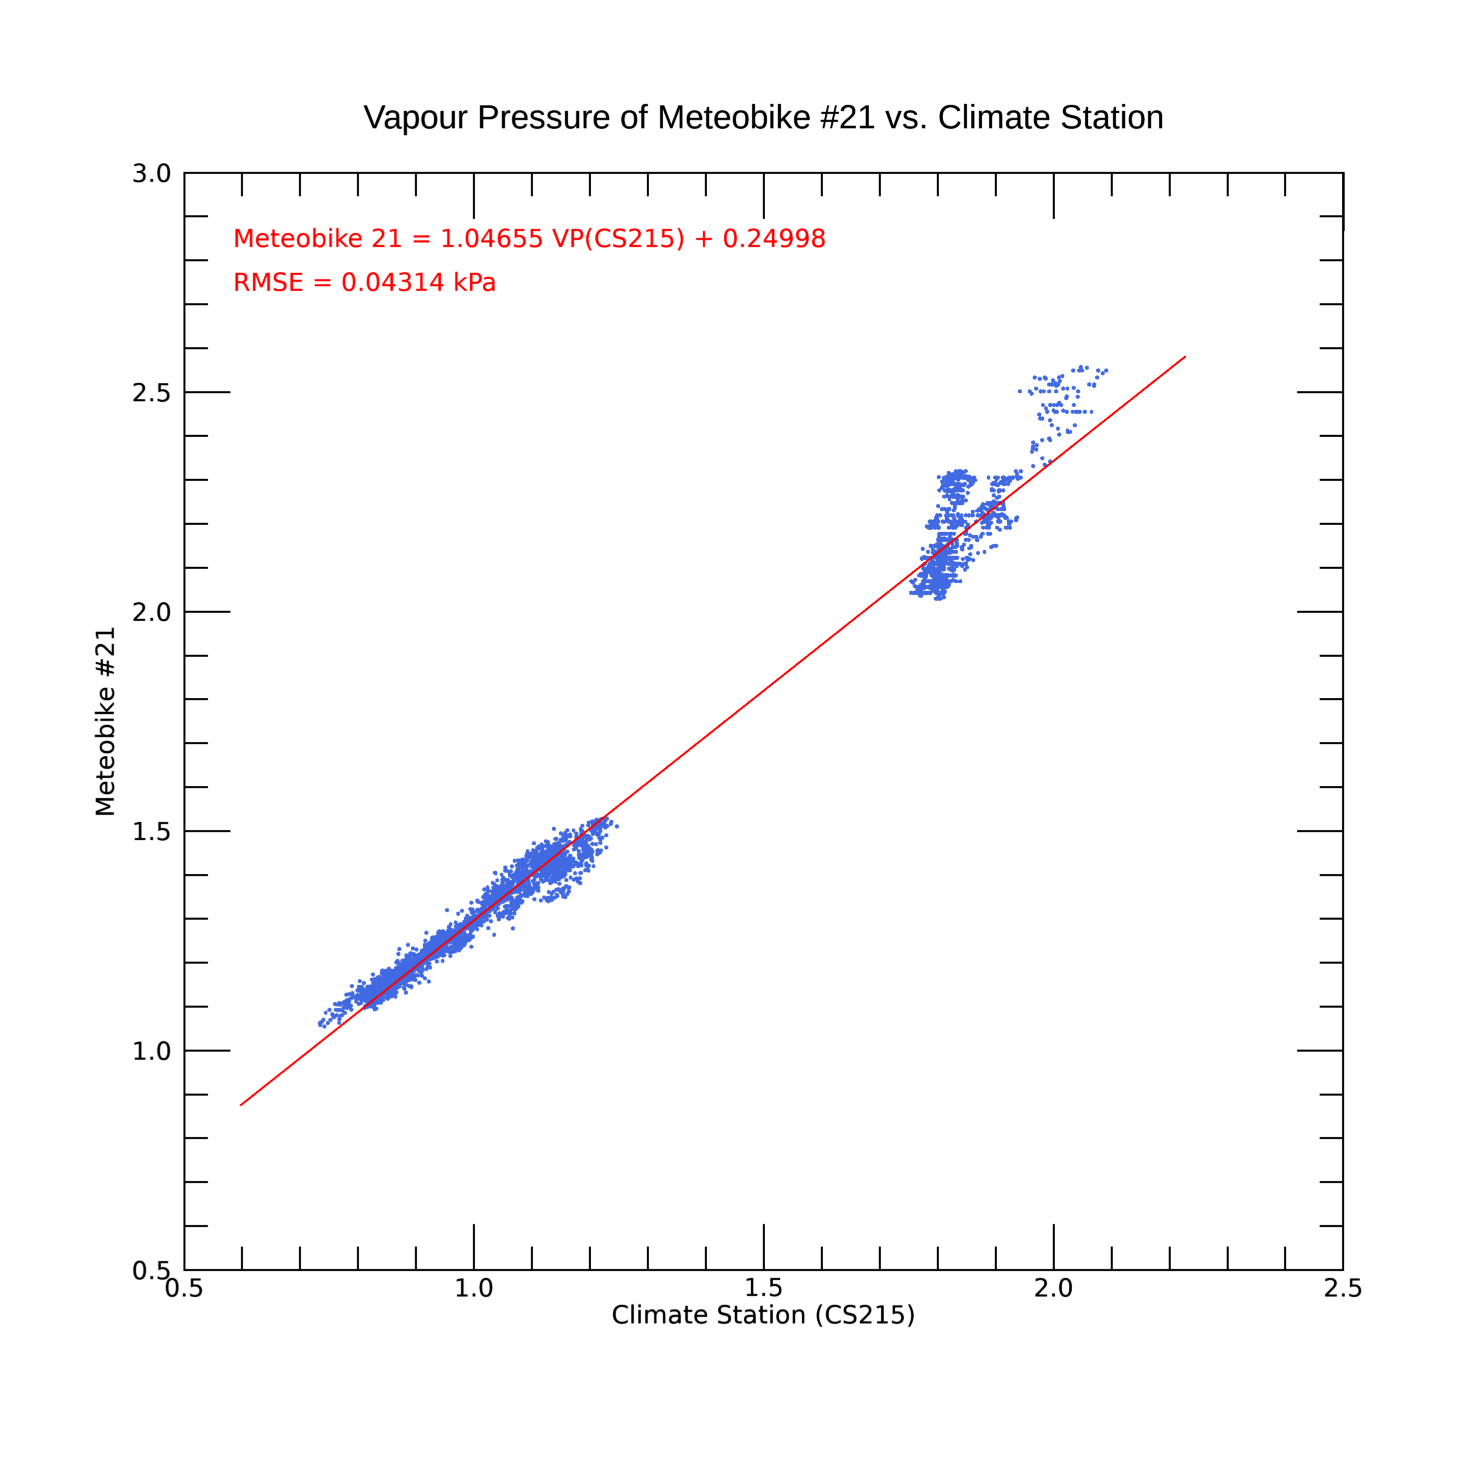 Vapour Pressure of Meteobike #21 vs. Climate Station
3.0
Meteobike 21 = 1.04655 VP(CS215) + 0.24998
RMSE = 0.04314 kPa
2.5
2.0
Meteobike #21
1.5
1.0
0.5
0.5 1.0 1.5 2.0 2.5
Climate Station (CS215)